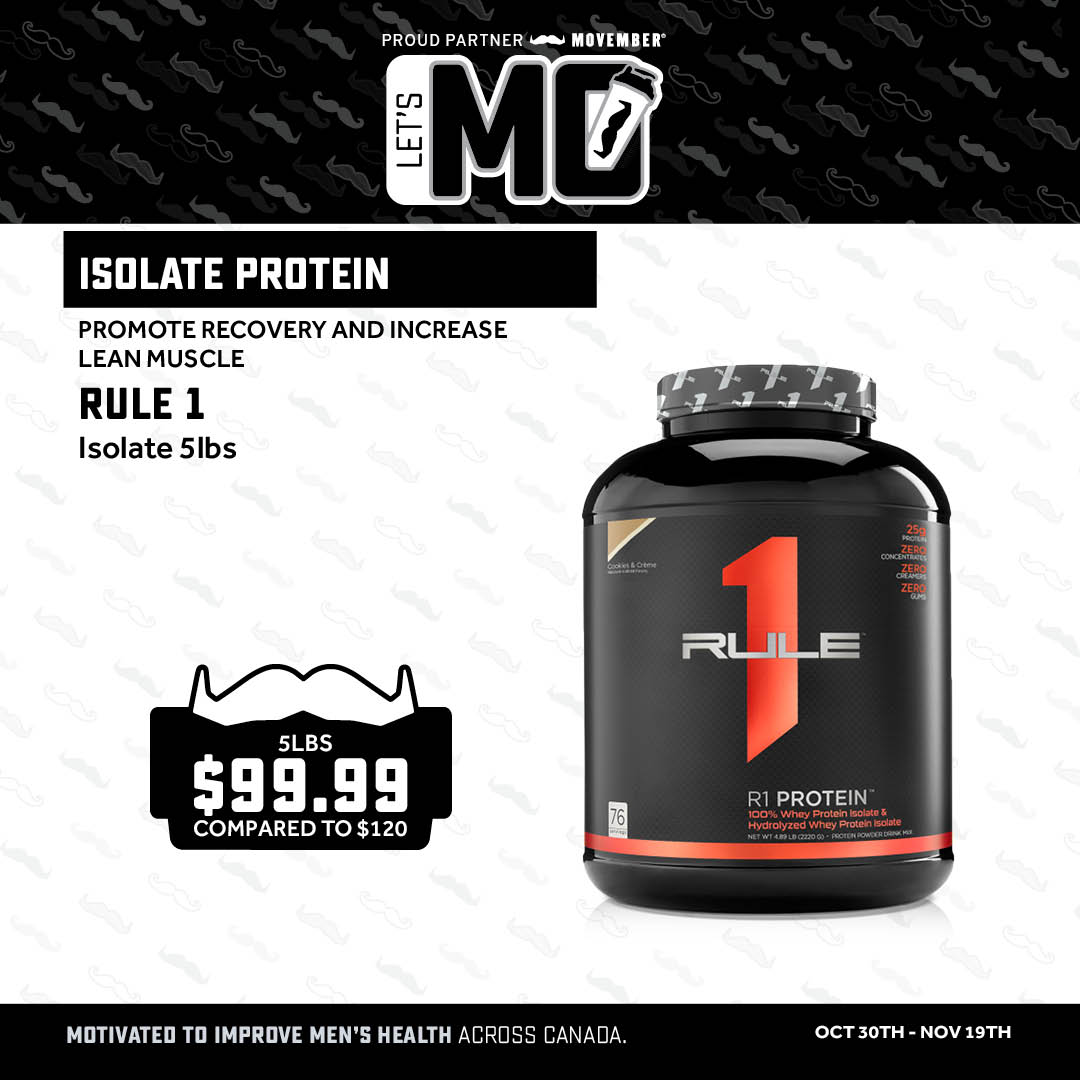 PROUD PARTNER MOVEMBER®
LET'S MO
ISOLATE PROTEIN
PROMOTE RECOVERY AND INCREASE
LEAN MUSCLE
RULE 1
Isolate 5lbs
5LBS
$99.99
COMPARED TO $120
Cookies & Crème
25g
PROTEIN
ZERO
CONCENTRATES
ZERO
CREAMERS
ZERO
GUMS
1
RULE™
R1 PROTEIN™
100% Whey Protein Isolate &
Hydrolyzed Whey Protein Isolate
NET WT 4.89 LB (2220 G) • PROTEIN POWDER DRINK MIX
76
servings
MOTIVATED TO IMPROVE MEN'S HEALTH ACROSS CANADA.
OCT 30TH - NOV 19TH